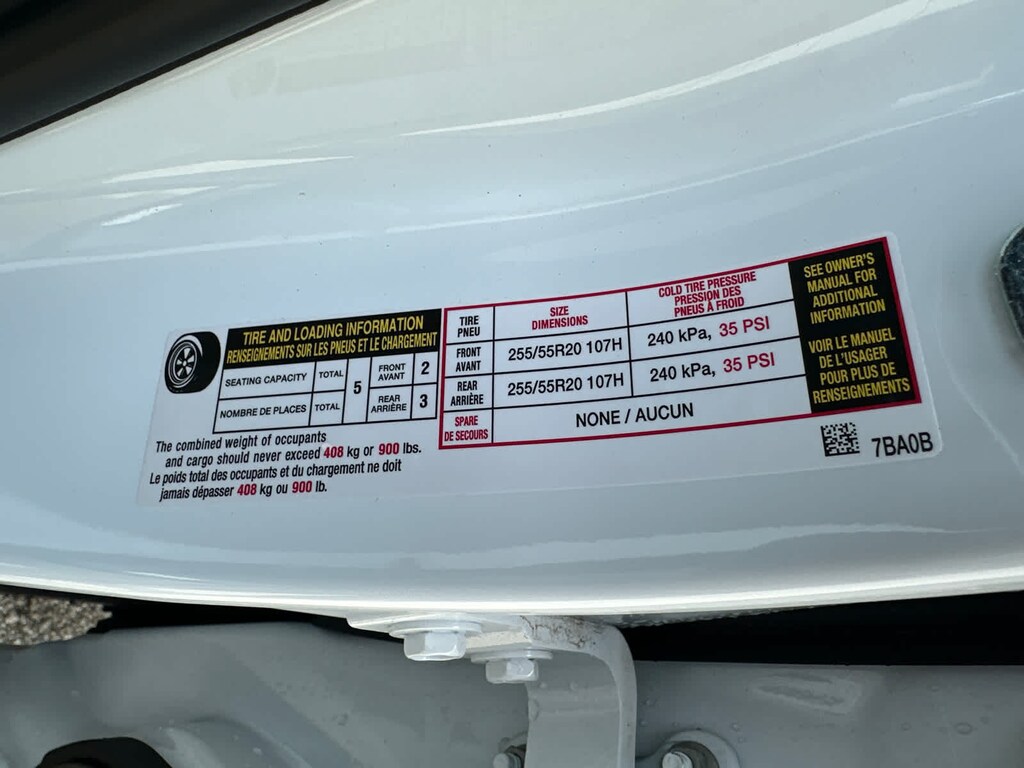 TIRE AND LOADING INFORMATION
RENSEIGNEMENTS SUR LES PNEUS ET LE CHARGEMENT
SEATING CAPACITY TOTAL 5 FRONT AVANT 2
NOMBRE DE PLACES TOTAL REAR ARRIÈRE 3
The combined weight of occupants
and cargo should never exceed 408 kg or 900 lbs.
Le poids total des occupants et du chargement ne doit
jamais dépasser 408 kg ou 900 lb.
TIRE PNEU SIZE DIMENSIONS COLD TIRE PRESSURE PRESSION DES PNEUS À FROID
FRONT AVANT 255/55R20 107H 240 kPa, 35 PSI
REAR ARRIÈRE 255/55R20 107H 240 kPa, 35 PSI
SPARE DE SECOURS NONE / AUCUN
SEE OWNER'S
MANUAL FOR
ADDITIONAL
INFORMATION
VOIR LE MANUEL
DE L'USAGER
POUR PLUS DE
RENSEIGNEMENTS
7BA0B